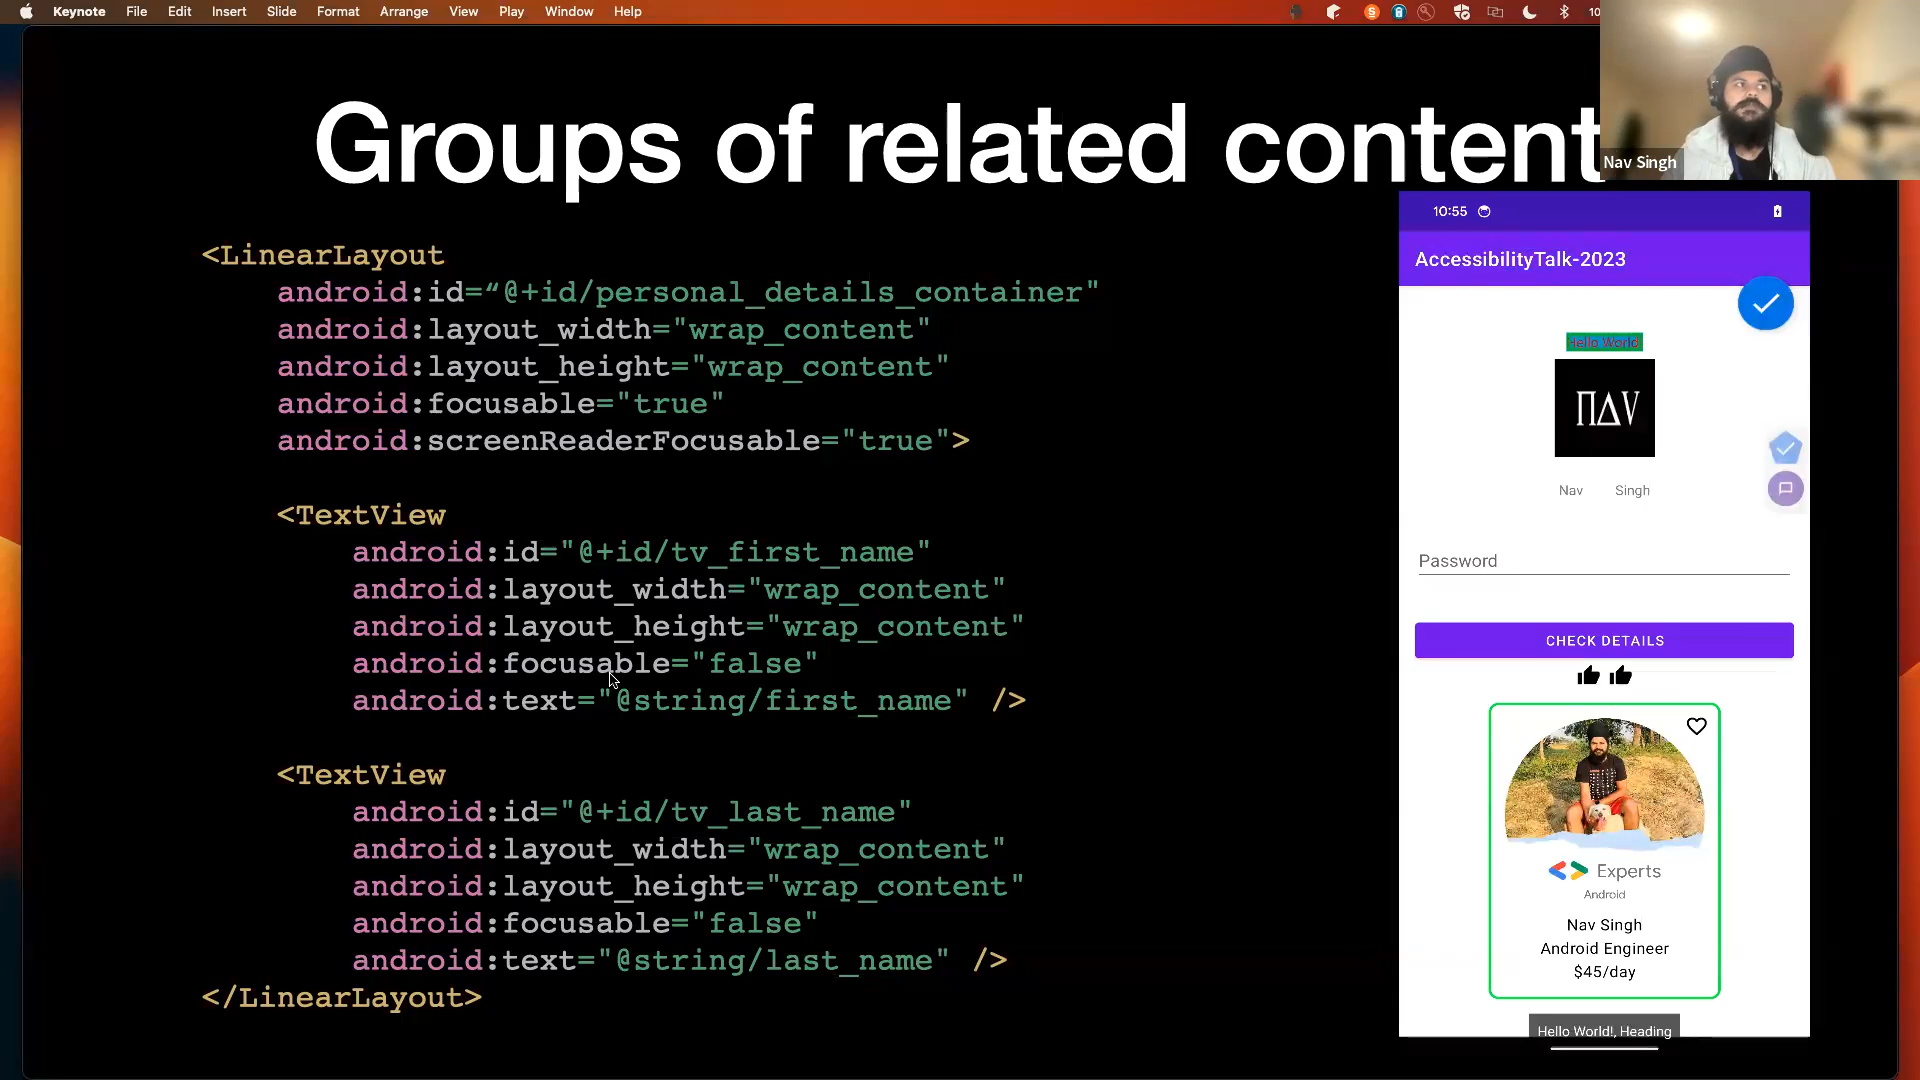 Keynote File Edit Insert Slide Format Arrange View Play Window Help
10
Nav Singh
Groups of related content
<LinearLayout
android:id=“@+id/personal_details_container"
android:layout_width="wrap_content"
android:layout_height="wrap_content"
android:focusable="true"
android:screenReaderFocusable="true">
<TextView
android:id="@+id/tv_first_name"
android:layout_width="wrap_content"
android:layout_height="wrap_content"
android:focusable="false"
android:text="@string/first_name" />
<TextView
android:id="@+id/tv_last_name"
android:layout_width="wrap_content"
android:layout_height="wrap_content"
android:focusable="false"
android:text="@string/last_name" />
</LinearLayout>
10:55
AccessibilityTalk-2023
Hello World!
ΠΔV
Nav Singh
Password
CHECK DETAILS
Experts
Android
Nav Singh
Android Engineer
$45/day
Hello World!, Heading